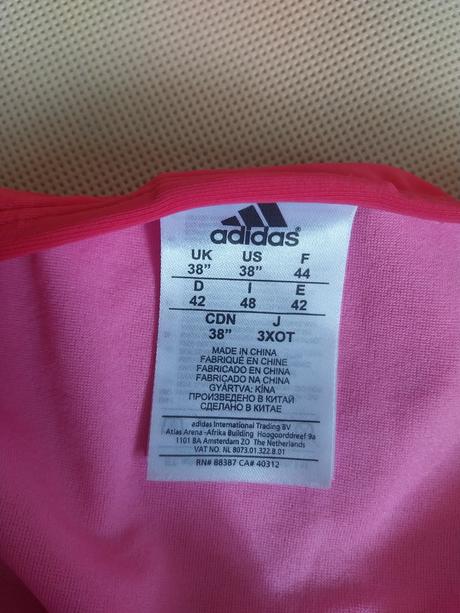 adidas®
UK US F
38” 38” 44
D I E
42 48 42
CDN J
38” 3XOT
MADE IN CHINA
FABRIQUÉ EN CHINE
FABRICADO EN CHINA
FABRICADO NA CHINA
GYÁRTVA: KÍNA
ПРОИЗВЕДЕНО В КИТАЙ
СДЕЛАНО В КИТАЕ
adidas International Trading BV
Atlas Arena -Afrika Building Hoogoorddreef 9a
1101 BA Amsterdam ZO The Netherlands
VAT NO. NL 8073.01.322.B.01
RN# 88387 CA# 40312